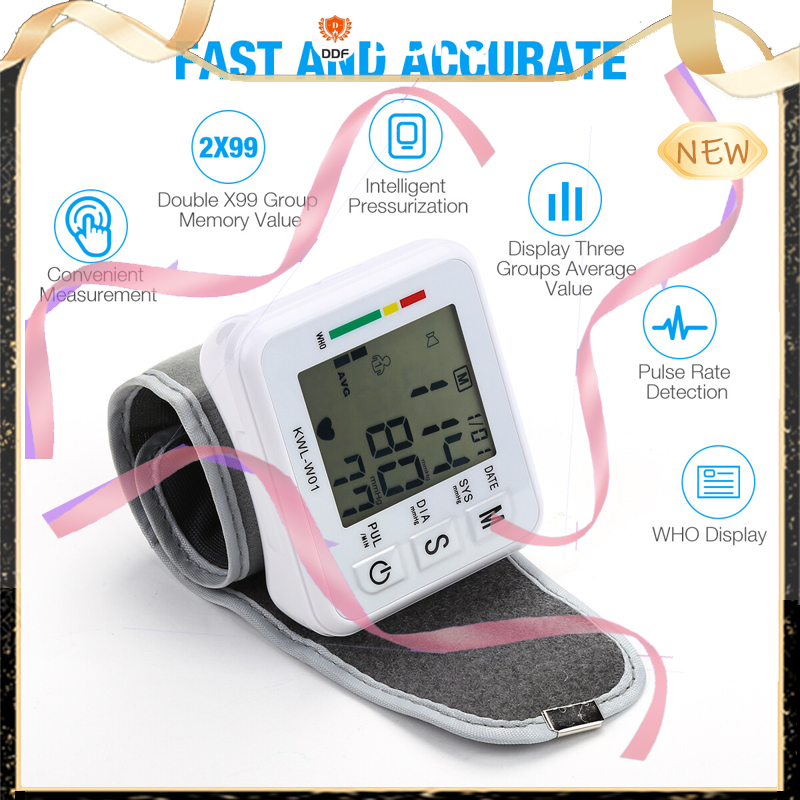 DDF
FAST AND ACCURATE
NEW
2X99
Double X99 Group
Memory Value
Intelligent
Pressurization
Convenient
Measurement
Display Three
Groups Average
Value
Pulse Rate
Detection
WHO Display
WHO
AVG
M
KWL-W01
DATE
SYS
mmHg
DIA
mmHg
PUL
/MIN
M
S